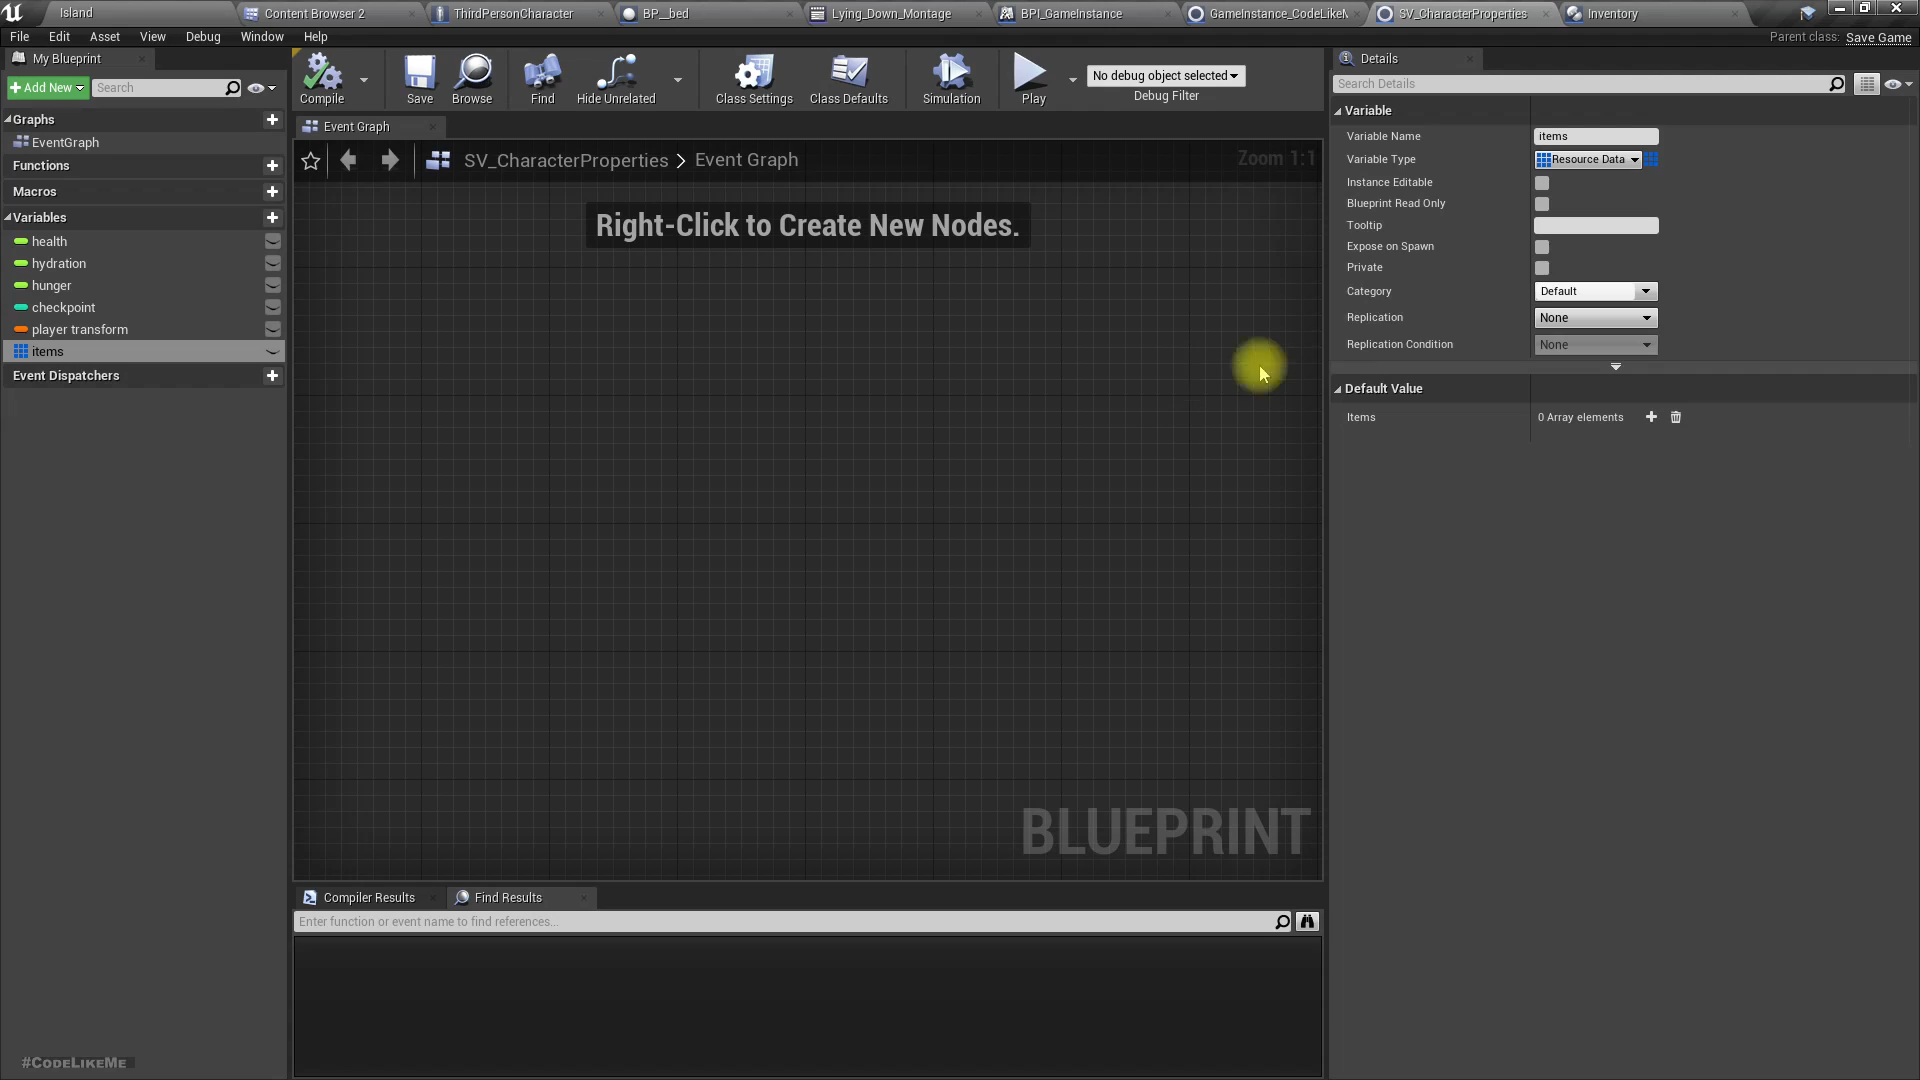 Island
Content Browser 2
ThirdPersonCharacter
BP__bed
Lying_Down_Montage
BPI_GameInstance
GameInstance_CodeLikeM
SV_CharacterProperties
Inventory
File Edit Asset View Window Debug Help
Parent class: Save Game
My Blueprint
Add New
Search
Compile
Save
Browse
Find
Hide Unrelated
Class Settings
Class Defaults
Simulation
Play
No debug object selected
Debug Filter
Graphs
EventGraph
Functions
Macros
Variables
health
hydration
hunger
checkpoint
player transform
items
Event Dispatchers
Event Graph
SV_CharacterProperties > Event Graph
Zoom 1:1
Right-Click to Create New Nodes.
BLUEPRINT
Compiler Results
Find Results
Enter function or event name to find references...
Details
Search Details
Variable
Variable Name items
Variable Type Resource Data
Instance Editable
Blueprint Read Only
Tooltip
Expose on Spawn
Private
Category Default
Replication None
Replication Condition None
Default Value
Items 0 Array elements
#CodeLikeMe